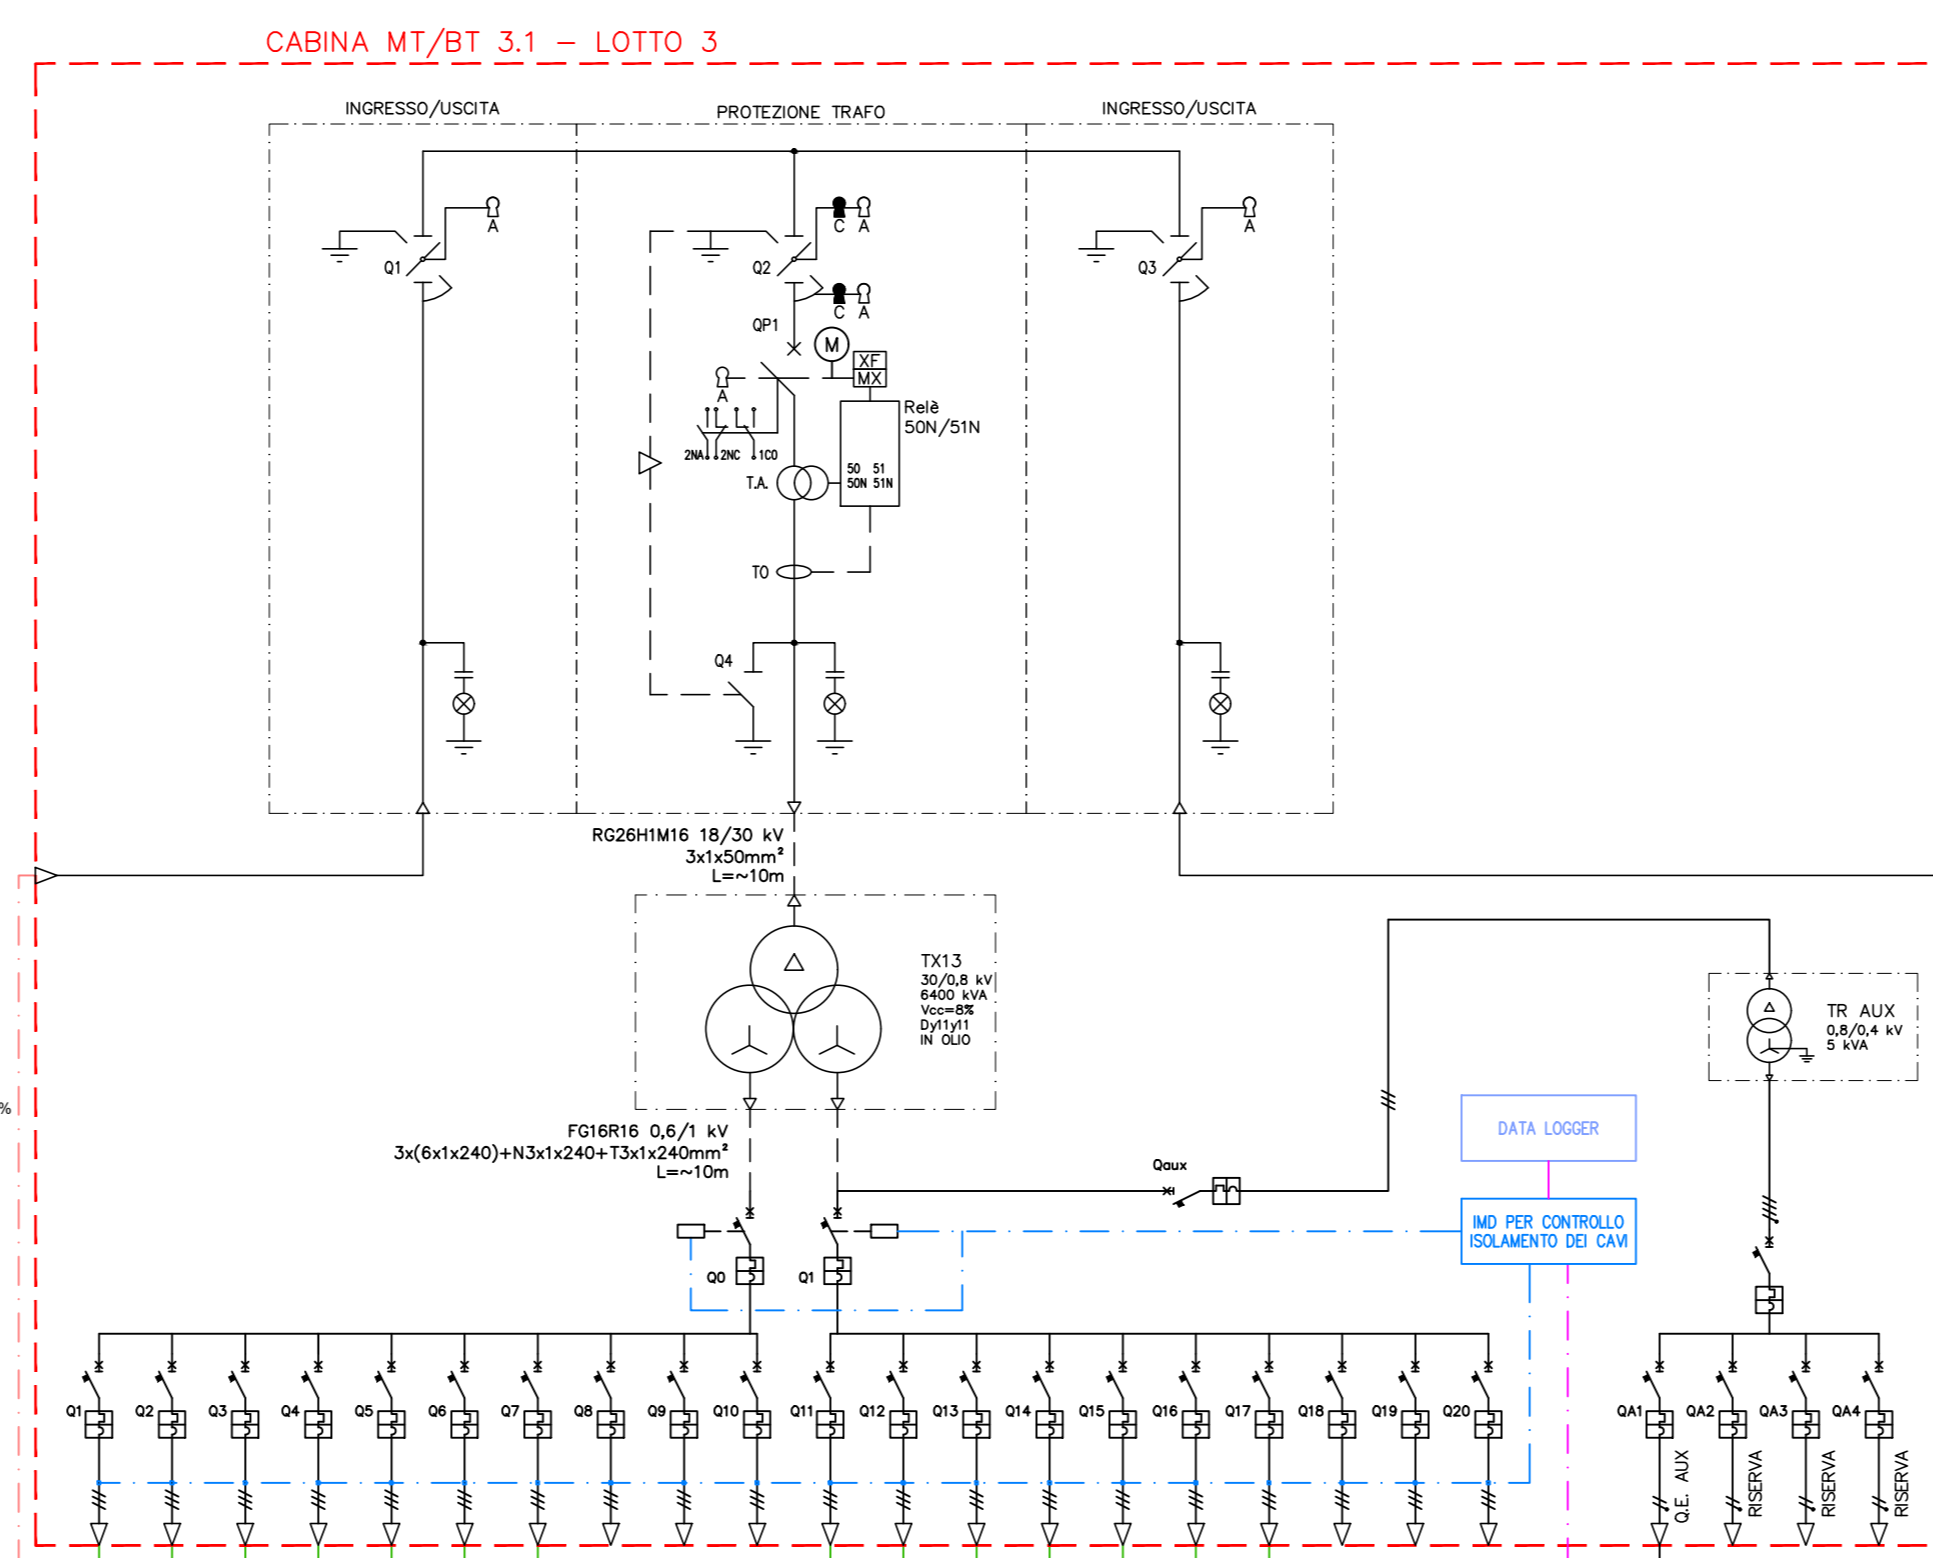 CABINA MT/BT 3.1 – LOTTO 3
INGRESSO/USCITA
PROTEZIONE TRAFO
INGRESSO/USCITA
A
C A
A
Q1
Q2
Q3
C A
QP1
M
XF
MX
A
Relè
50N/51N
2NA
2NC
1CO
50 51
50N 51N
T.A.
TO
Q4
RG26H1M16 18/30 kV
3x1x50mm²
L=~10m
TX13
30/0,8 kV
6400 kVA
Vcc=8%
Dy11y11
IN OLIO
TR AUX
0,8/0,4 kV
5 kVA
%
FG16R16 0,6/1 kV
3x(6x1x240)+N3x1x240+T3x1x240mm²
L=~10m
DATA LOGGER
Qaux
IMD PER CONTROLLO
ISOLAMENTO DEI CAVI
Q0
Q1
Q1
Q2
Q3
Q4
Q5
Q6
Q7
Q8
Q9
Q10
Q11
Q12
Q13
Q14
Q15
Q16
Q17
Q18
Q19
Q20
QA1
QA2
QA3
QA4
Q.E. AUX
RISERVA
RISERVA
RISERVA